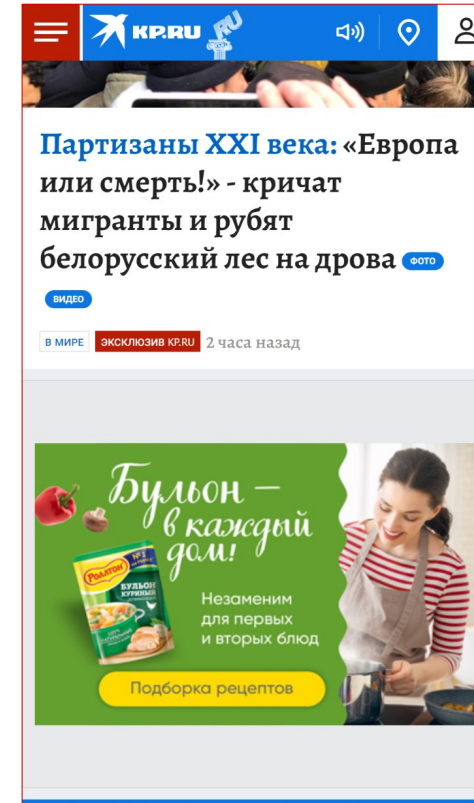 KP.RU
.RU
Партизаны XXI века: «Европа
или смерть!» - кричат
мигранты и рубят
белорусский лес на дрова ФОТО
ВИДЕО
В МИРЕ ЭКСКЛЮЗИВ KP.RU 2 часа назад
Бульон —
в каждый
дом!
РОЛЛТОН
№1
БУЛЬОН
КУРИНЫЙ
Незаменим
для первых
и вторых блюд
Подборка рецептов